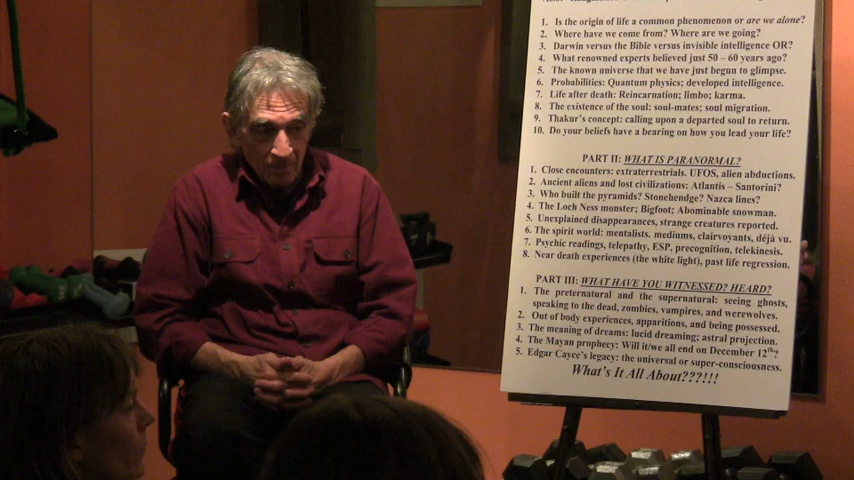 1. Is the origin of life a common phenomenon or are we alone?
2. Where have we come from? Where are we going?
3. Darwin versus the Bible versus invisible intelligence OR?
4. What renowned experts believed just 50 – 60 years ago?
5. The known universe that we have just begun to glimpse.
6. Probabilities: Quantum physics; developed intelligence.
7. Life after death: Reincarnation; limbo; karma.
8. The existence of the soul: soul-mates; soul migration.
9. Thakur's concept: calling upon a departed soul to return.
10. Do your beliefs have a bearing on how you lead your life?
PART II: WHAT IS PARANORMAL?
1. Close encounters: extraterrestrials. UFOS, alien abductions.
2. Ancient aliens and lost civilizations: Atlantis – Santorini?
3. Who built the pyramids? Stonehendge? Nazca lines?
4. The Loch Ness monster; Bigfoot; Abominable snowman.
5. Unexplained disappearances, strange creatures reported.
6. The spirit world: mentalists. mediums, clairvoyants, déjà vu.
7. Psychic readings, telepathy, ESP, precognition, telekinesis.
8. Near death experiences (the white light), past life regression.
PART III: WHAT HAVE YOU WITNESSED? HEARD?
1. The preternatural and the supernatural: seeing ghosts,
speaking to the dead, zombies, vampires, and werewolves.
2. Out of body experiences, apparitions, and being possessed.
3. The meaning of dreams: lucid dreaming; astral projection.
4. The Mayan prophecy: Will it/we all end on December 12th?
5. Edgar Cayce's legacy: the universal or super-consciousness.
What's It All About???!!!